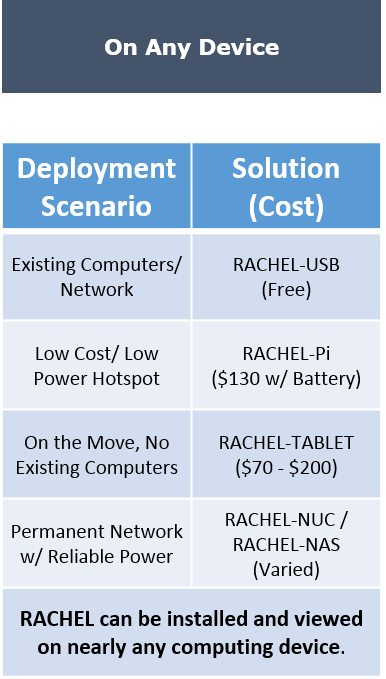 On Any Device
Deployment Scenario
Solution (Cost)
Existing Computers/ Network
RACHEL-USB (Free)
Low Cost/ Low Power Hotspot
RACHEL-Pi ($130 w/ Battery)
On the Move, No Existing Computers
RACHEL-TABLET ($70 - $200)
Permanent Network w/ Reliable Power
RACHEL-NUC / RACHEL-NAS (Varied)
RACHEL can be installed and viewed
on nearly any computing device.